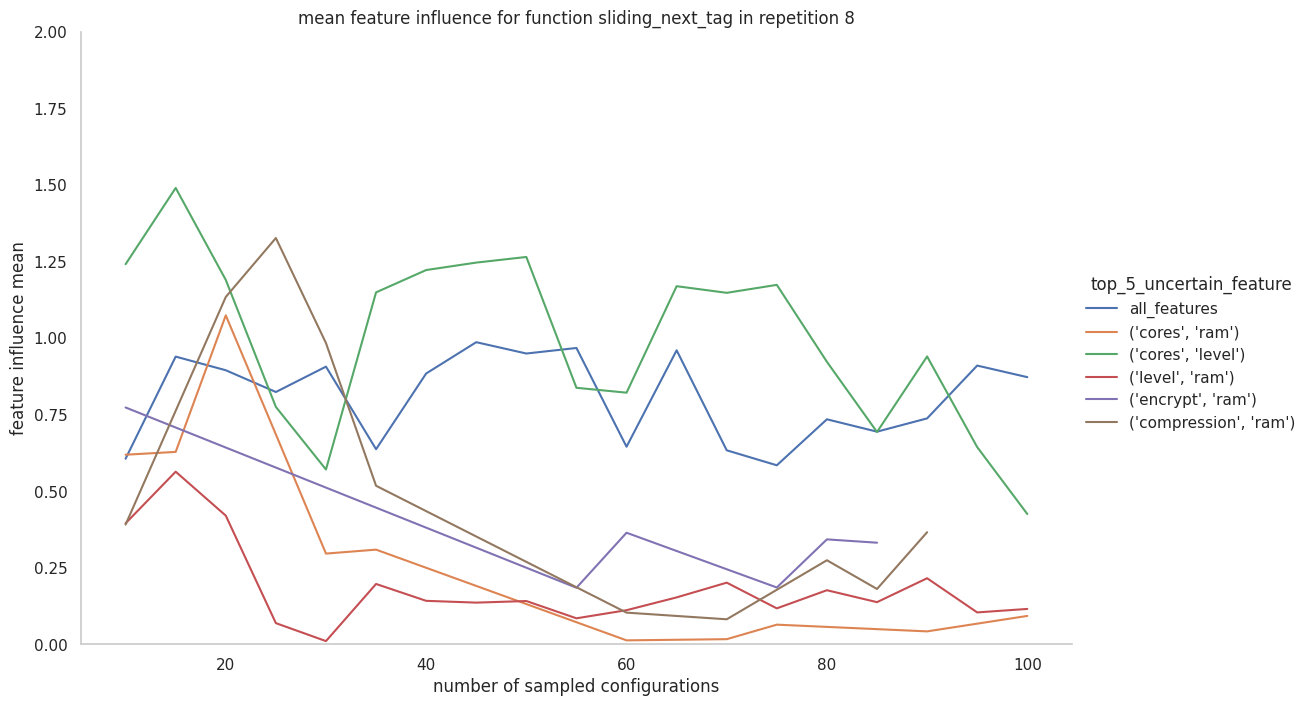 mean feature influence for function sliding_next_tag in repetition 8
2.00
1.75
1.50
1.25
1.00
0.75
0.50
0.25
0.00
feature influence mean
20
40
60
80
100
number of sampled configurations
top_5_uncertain_feature
all_features
('cores', 'ram')
('cores', 'level')
('level', 'ram')
('encrypt', 'ram')
('compression', 'ram')